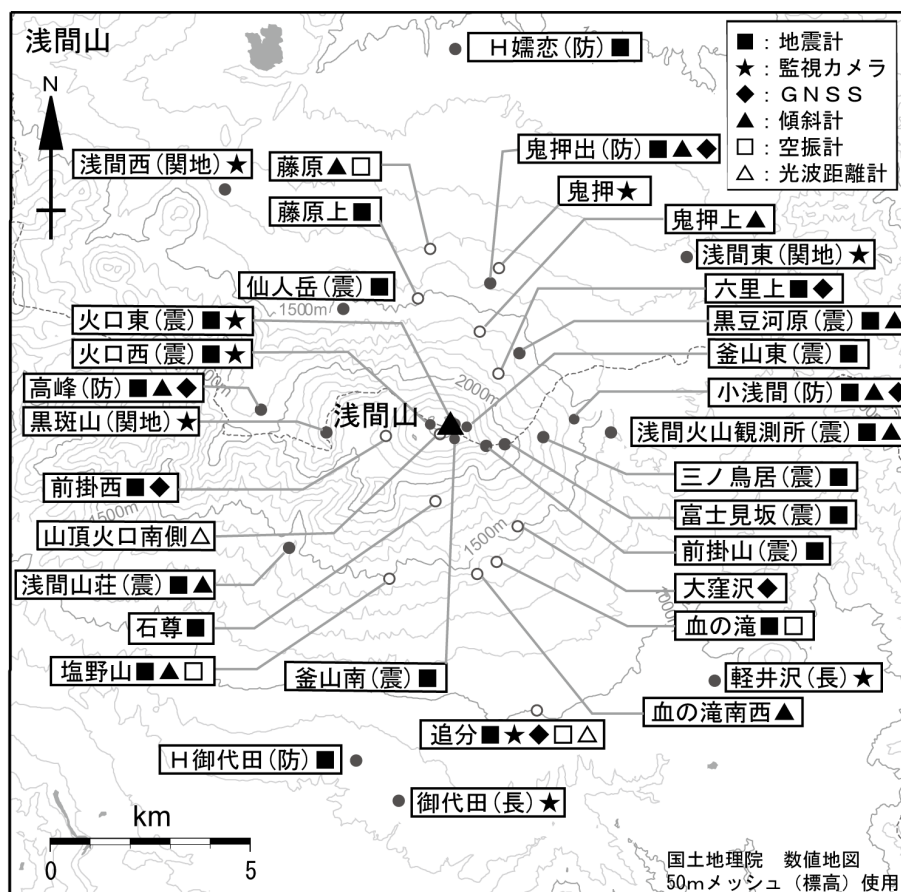 浅間山
N
■：地震計
★：監視カメラ
◆：ＧＮＳＳ
▲：傾斜計
□：空振計
△：光波距離計
Ｈ嬬恋(防)■
鬼押出(防)■▲◆
浅間西(関地)★
藤原▲□
鬼押★
藤原上■
鬼押上▲
浅間東(関地)★
仙人岳(震)■
六里上■◆
1500m
火口東(震)■★
黒豆河原(震)■▲
火口西(震)■★
釜山東(震)■
2000m
高峰(防)■▲◆
小浅間(防)■▲◆
黒斑山(関地)★
浅間山
浅間火山観測所(震)■▲
前掛西■◆
三ノ鳥居(震)■
1500m
富士見坂(震)■
山頂火口南側△
1500m
前掛山(震)■
浅間山荘(震)■▲
大窪沢◆
1000m
石尊■
血の滝■□
塩野山■▲□
釜山南(震)■
軽井沢(長)★
血の滝南西▲
追分■★◆□△
Ｈ御代田(防)■
御代田(長)★
km
0
5
国土地理院　数値地図
50mメッシュ（標高）使用